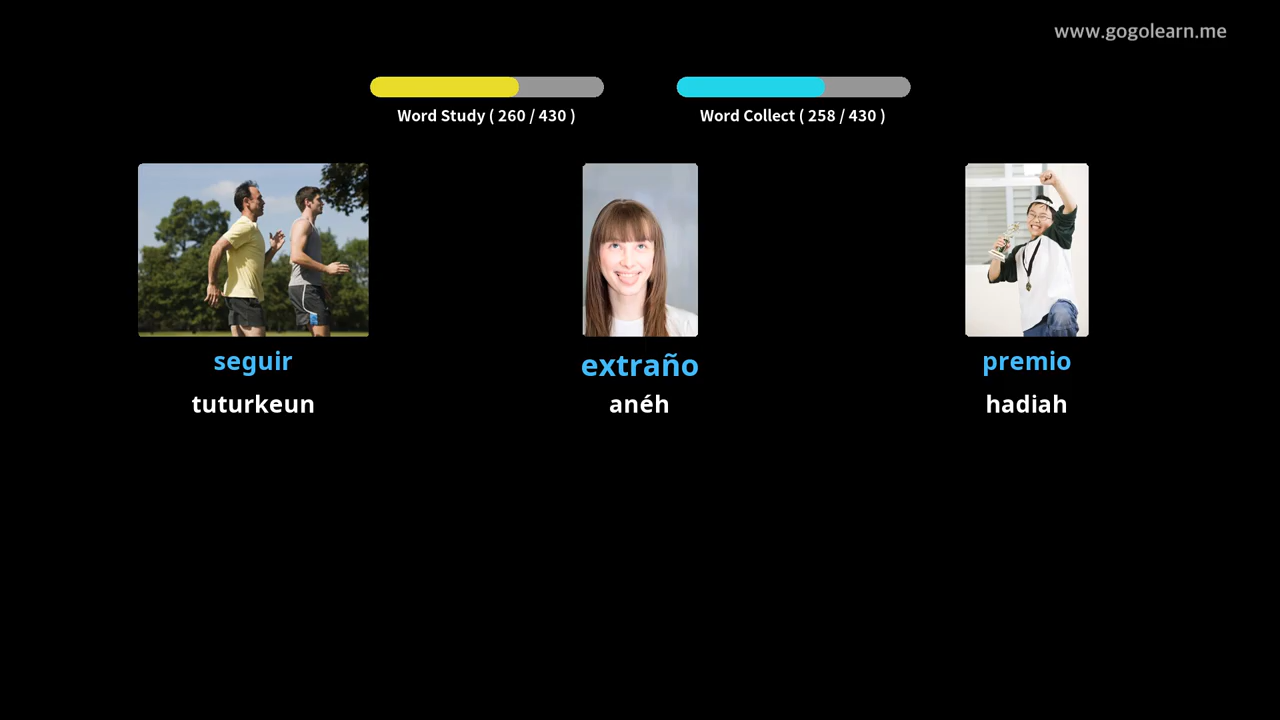 www.gogolearn.me
Word Study ( 260 / 430 )
Word Collect ( 258 / 430 )
seguir
extraño
premio
tuturkeun
anéh
hadiah